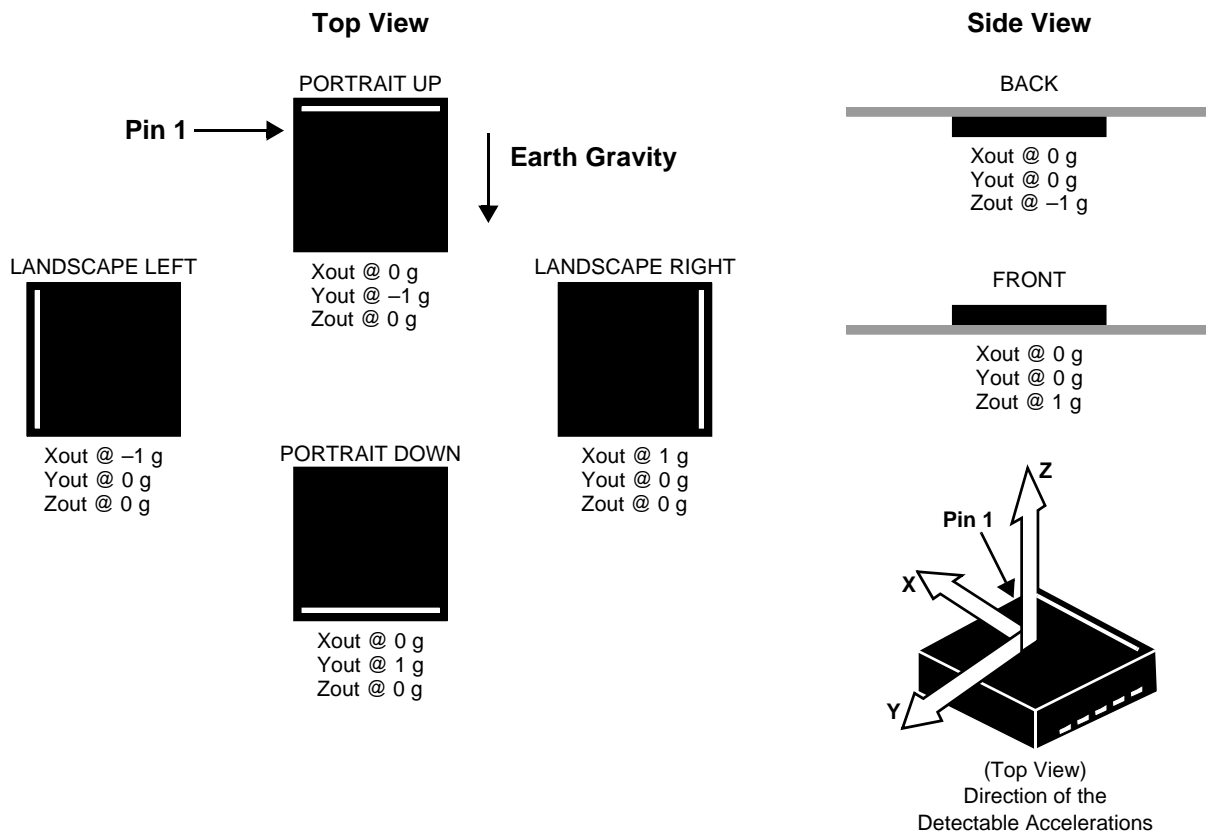 Top View
Side View
PORTRAIT UP
Pin 1
Earth Gravity
Xout @ 0 g
Yout @ –1 g
Zout @ 0 g
LANDSCAPE LEFT
Xout @ –1 g
Yout @ 0 g
Zout @ 0 g
LANDSCAPE RIGHT
Xout @ 1 g
Yout @ 0 g
Zout @ 0 g
PORTRAIT DOWN
Xout @ 0 g
Yout @ 1 g
Zout @ 0 g
BACK
Xout @ 0 g
Yout @ 0 g
Zout @ –1 g
FRONT
Xout @ 0 g
Yout @ 0 g
Zout @ 1 g
Z
Pin 1
X
Y
(Top View)
Direction of the
Detectable Accelerations